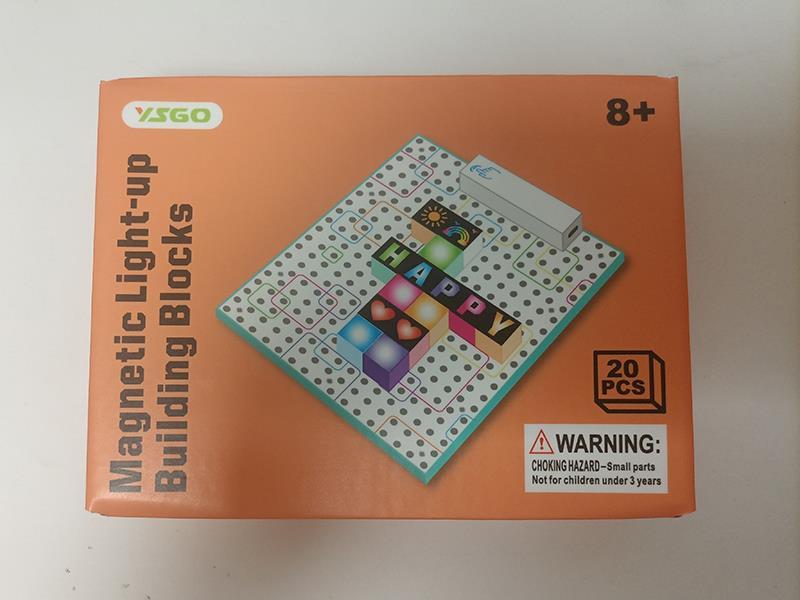 YSGO
8+
Magnetic Light-up
Building Blocks
HAPPY
20
PCS
WARNING:
CHOKING HAZARD–Small parts
Not for children under 3 years